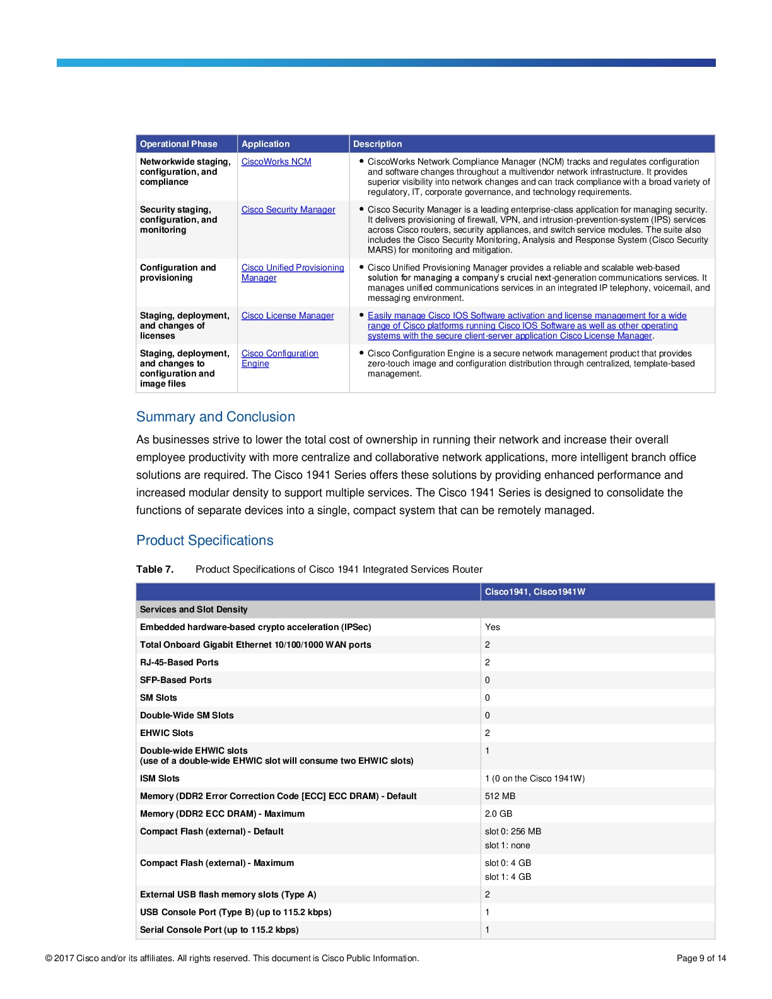 Operational Phase Application Description
Networkwide staging, configuration, and compliance
CiscoWorks NCM
● CiscoWorks Network Compliance Manager (NCM) tracks and regulates configuration
and software changes throughout a multivendor network infrastructure. It provides
superior visibility into network changes and can track compliance with a broad variety of
regulatory, IT, corporate governance, and technology requirements.
Security staging,
configuration, and
monitoring
Cisco Security Manager
● Cisco Security Manager is a leading enterprise-class application for managing security.
It delivers provisioning of firewall, VPN, and intrusion-prevention-system (IPS) services
across Cisco routers, security appliances, and switch service modules. The suite also
includes the Cisco Security Monitoring, Analysis and Response System (Cisco Security
MARS) for monitoring and mitigation.
Configuration and
provisioning
Cisco Unified Provisioning
Manager
● Cisco Unified Provisioning Manager provides a reliable and scalable web-based
solution for managing a company's crucial next-generation communications services. It
manages unified communications services in an integrated IP telephony, voicemail, and
messaging environment.
Staging, deployment,
and changes of
licenses
Cisco License Manager
● Easily manage Cisco IOS Software activation and license management for a wide
range of Cisco platforms running Cisco IOS Software as well as other operating
systems with the secure client-server application Cisco License Manager.
Staging, deployment,
and changes to
configuration and
image files
Cisco Configuration
Engine
● Cisco Configuration Engine is a secure network management product that provides
zero-touch image and configuration distribution through centralized, template-based
management.
Summary and Conclusion
As businesses strive to lower the total cost of ownership in running their network and increase their overall
employee productivity with more centralize and collaborative network applications, more intelligent branch office
solutions are required. The Cisco 1941 Series offers these solutions by providing enhanced performance and
increased modular density to support multiple services. The Cisco 1941 Series is designed to consolidate the
functions of separate devices into a single, compact system that can be remotely managed.
Product Specifications
Table 7. Product Specifications of Cisco 1941 Integrated Services Router
Cisco1941, Cisco1941W
Services and Slot Density
Embedded hardware-based crypto acceleration (IPSec) Yes
Total Onboard Gigabit Ethernet 10/100/1000 WAN ports 2
RJ-45-Based Ports 2
SFP-Based Ports 0
SM Slots 0
Double-Wide SM Slots 0
EHWIC Slots 2
Double-wide EHWIC slots 1
(use of a double-wide EHWIC slot will consume two EHWIC slots)
ISM Slots 1 (0 on the Cisco 1941W)
Memory (DDR2 Error Correction Code [ECC] ECC DRAM) - Default 512 MB
Memory (DDR2 ECC DRAM) - Maximum 2.0 GB
Compact Flash (external) - Default slot 0: 256 MB
slot 1: none
Compact Flash (external) - Maximum slot 0: 4 GB
slot 1: 4 GB
External USB flash memory slots (Type A) 2
USB Console Port (Type B) (up to 115.2 kbps) 1
Serial Console Port (up to 115.2 kbps) 1
© 2017 Cisco and/or its affiliates. All rights reserved. This document is Cisco Public Information. Page 9 of 14